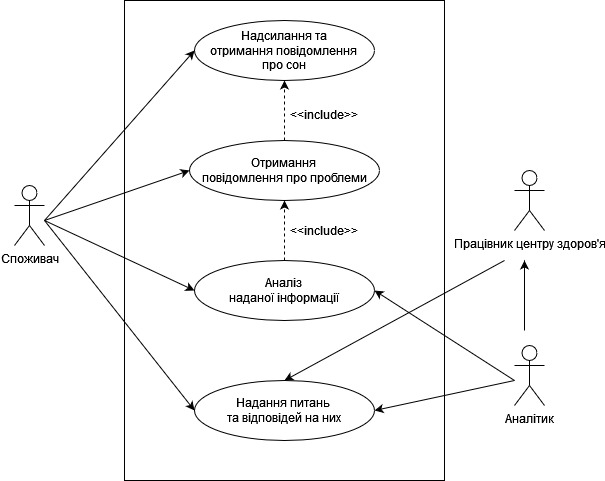 Надсилання та
отримання повідомлення
про сон
<<include>>
Отримання
повідомлення про проблеми
<<include>>
Споживач
Працівник центру здоров'я
Аналіз
наданої інформації
Надання питань
та відповідей на них
Аналітик